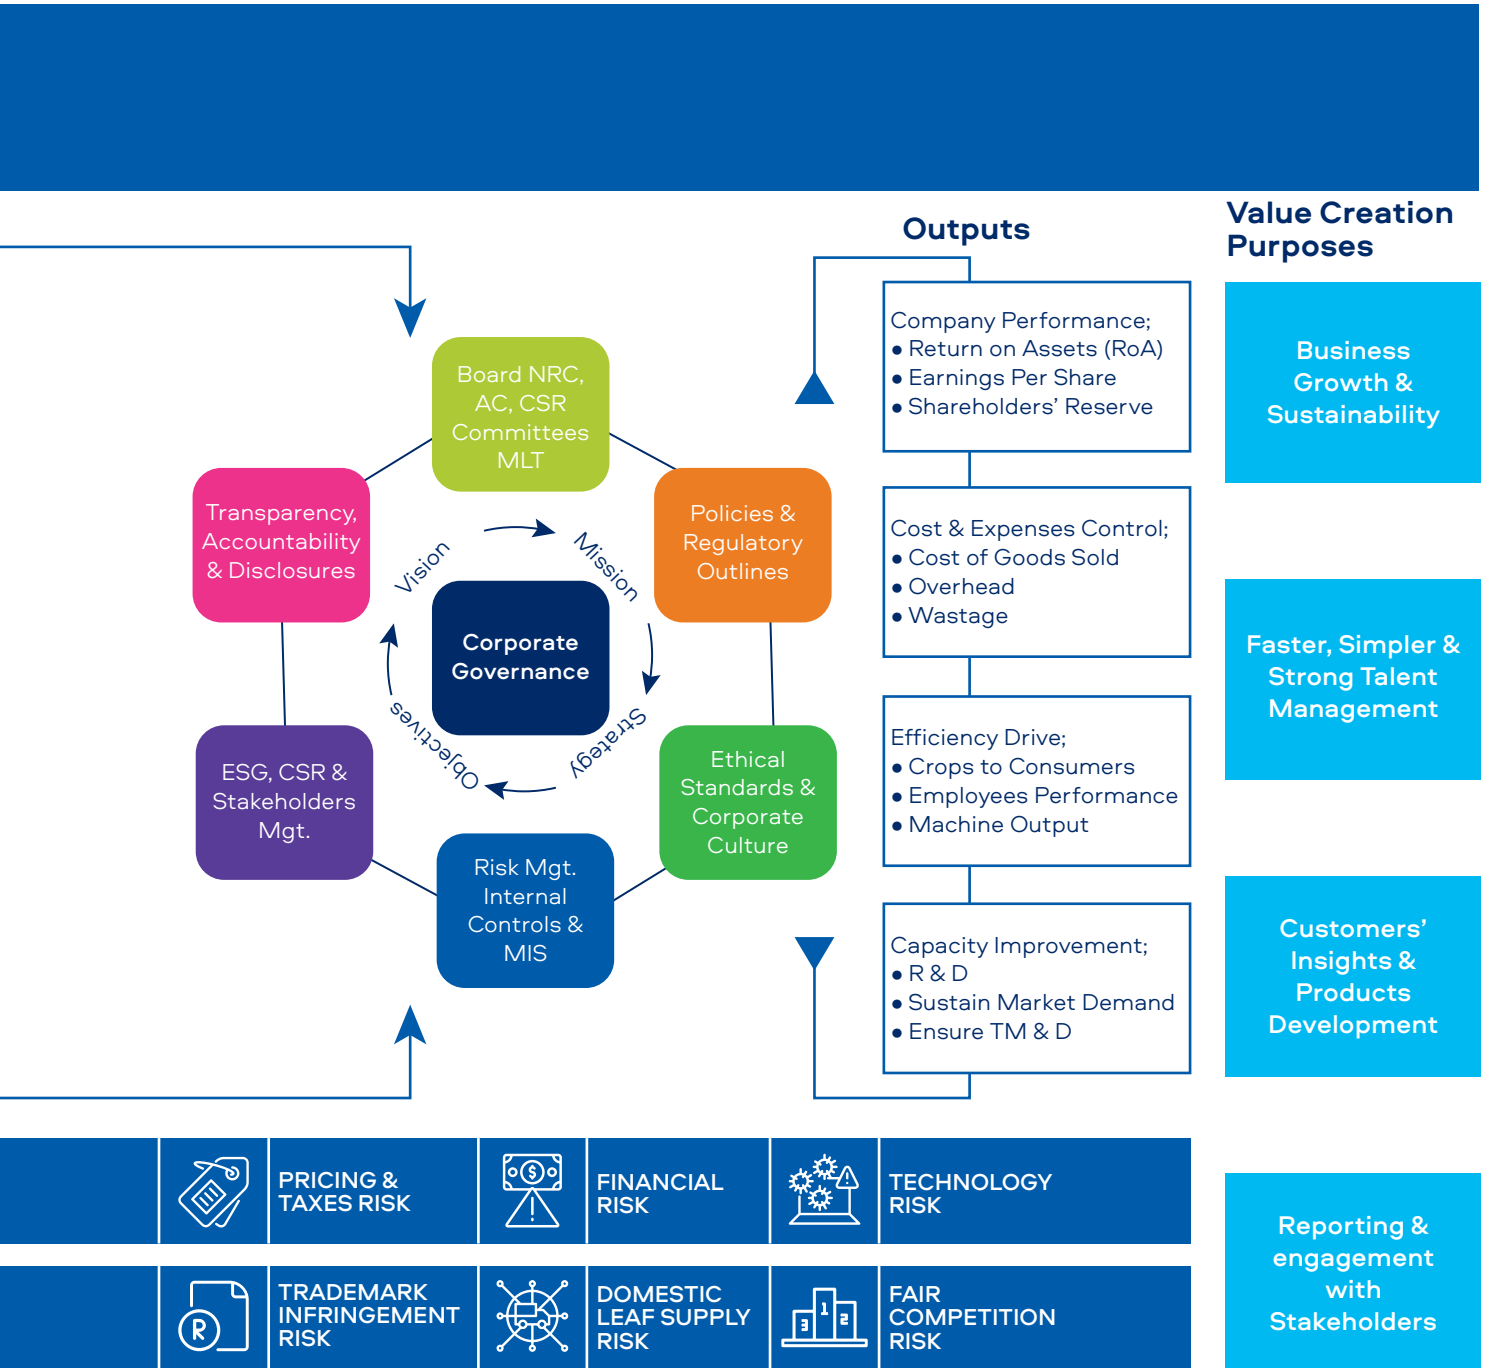 Outputs
Value Creation
Purposes
Board NRC,
AC, CSR
Committees
MLT
Transparency,
Accountability
& Disclosures
Policies &
Regulatory
Outlines
Vision
Mission
Strategy
Objectives
Corporate
Governance
ESG, CSR &
Stakeholders
Mgt.
Ethical
Standards &
Corporate
Culture
Risk Mgt.
Internal
Controls &
MIS
Company Performance;
● Return on Assets (RoA)
● Earnings Per Share
● Shareholders’ Reserve
Cost & Expenses Control;
● Cost of Goods Sold
● Overhead
● Wastage
Efficiency Drive;
● Crops to Consumers
● Employees Performance
● Machine Output
Capacity Improvement;
● R & D
● Sustain Market Demand
● Ensure TM & D
Business
Growth &
Sustainability
Faster, Simpler &
Strong Talent
Management
Customers’
Insights &
Products
Development
Reporting &
engagement
with
Stakeholders
PRICING &
TAXES RISK
$
FINANCIAL
RISK
TECHNOLOGY
RISK
R
TRADEMARK
INFRINGEMENT
RISK
DOMESTIC
LEAF SUPPLY
RISK
3 1 2
FAIR
COMPETITION
RISK